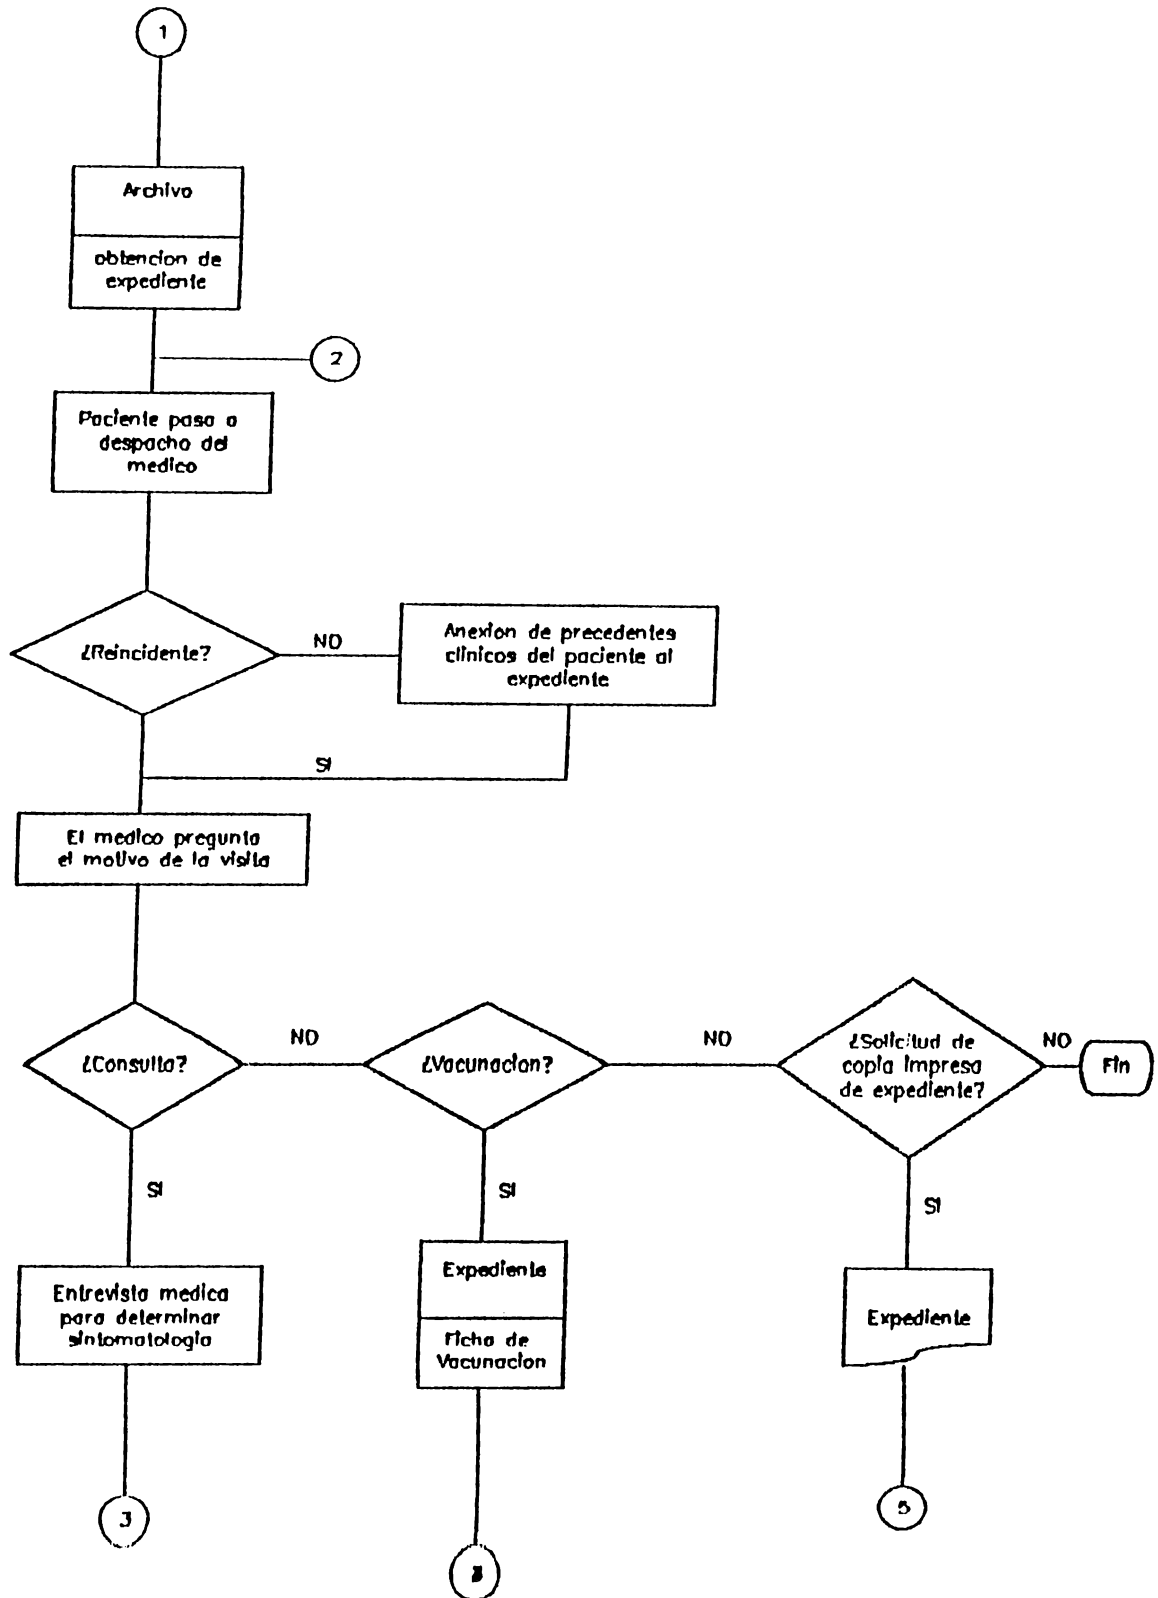 1
Archivo
obtencion de
expediente
2
Paciente pasa a
despacho del
medico
¿Reincidente?
NO
Anexion de precedentes
clinicos del paciente al
expediente
SI
El medico pregunta
el motivo de la visita
¿Consulta?
NO
¿Vacunacion?
NO
¿Solicitud de
copia impresa
de expediente?
NO
Fin
SI
Entrevista medica
para determinar
sintomatologia
SI
Expediente
Ficha de
Vacunacion
SI
Expediente
3
5